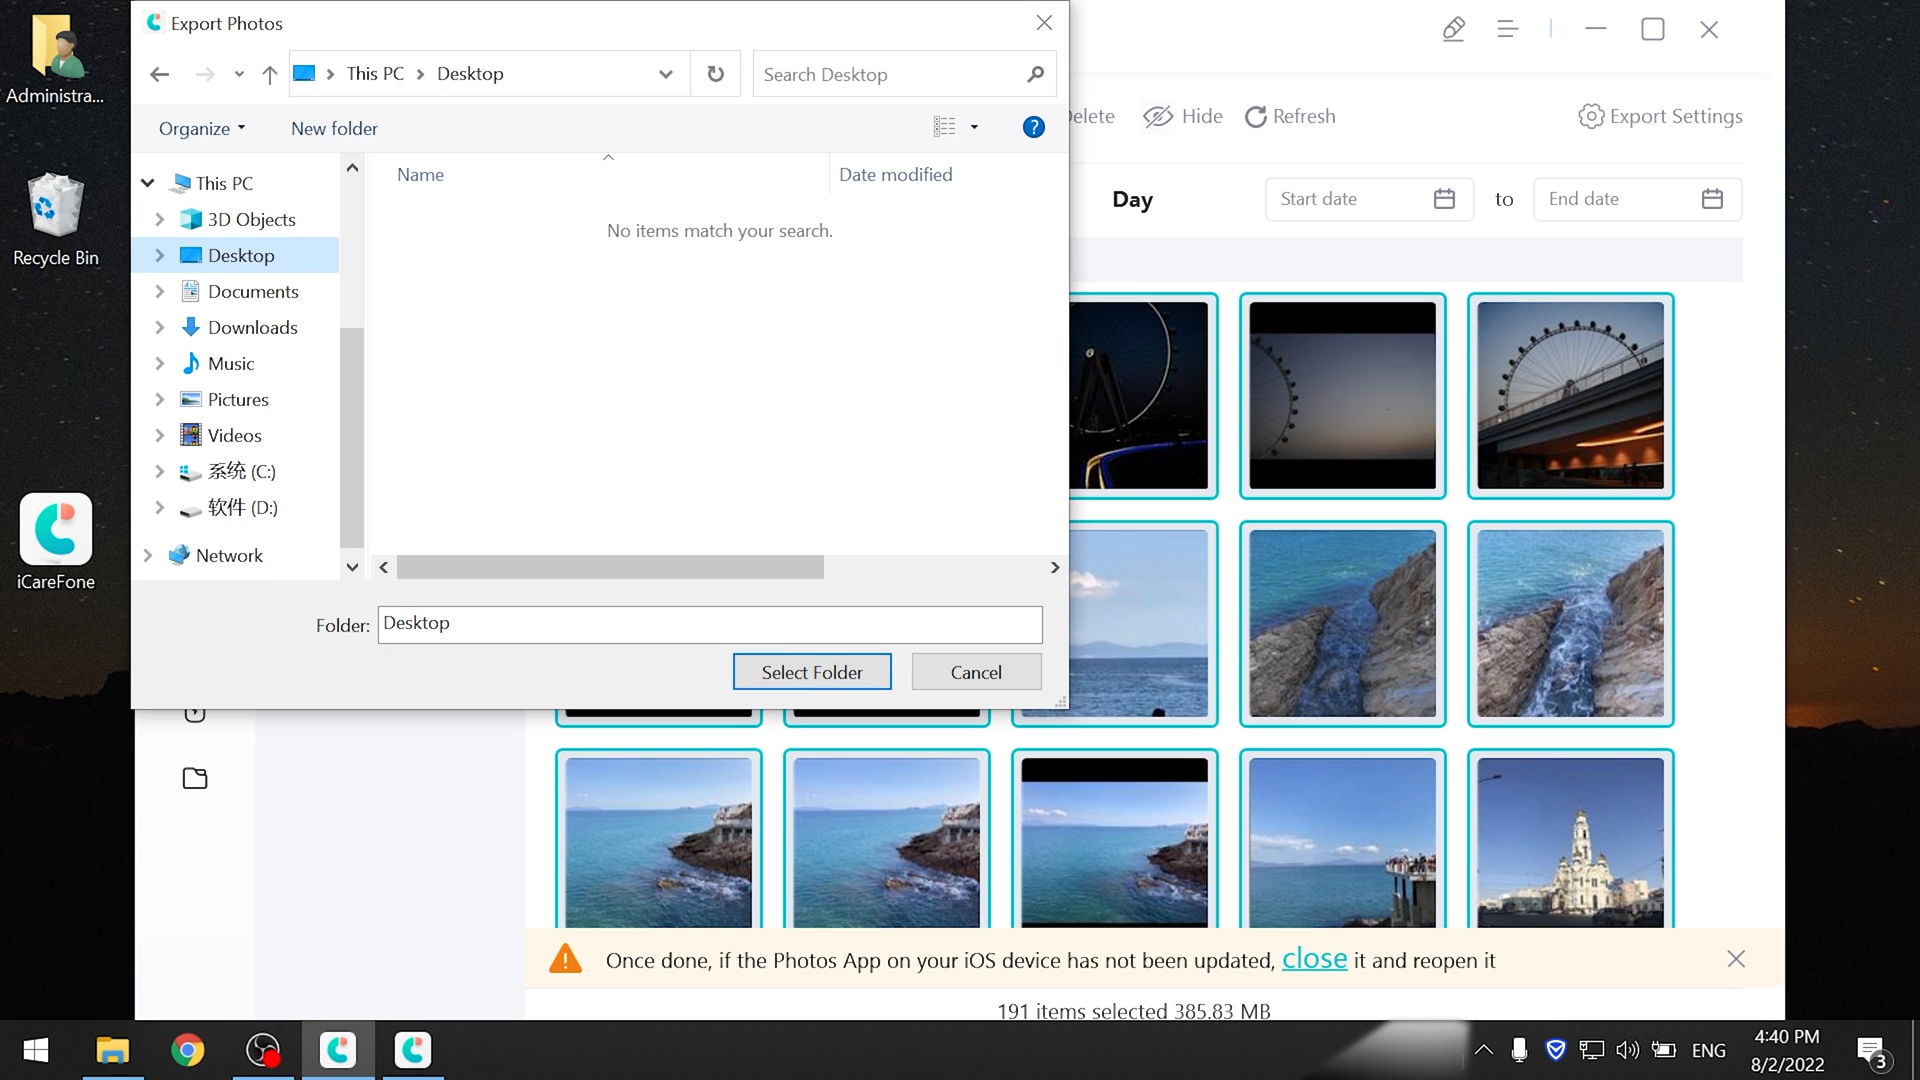 Administra...
Recycle Bin
iCareFone
Export Photos
This PC
Desktop
Search Desktop
Organize
New folder
?
This PC
3D Objects
Desktop
Documents
Downloads
Music
Pictures
Videos
系统 (C:)
软件 (D:)
Network
Name
Date modified
No items match your search.
Folder: Desktop
Select Folder
Cancel
elete
Hide
Refresh
Export Settings
Day
Start date
to
End date
Once done, if the Photos App on your iOS device has not been updated, close it and reopen it
191 items selected 385.83 MB
ENG
4:40 PM
8/2/2022
3